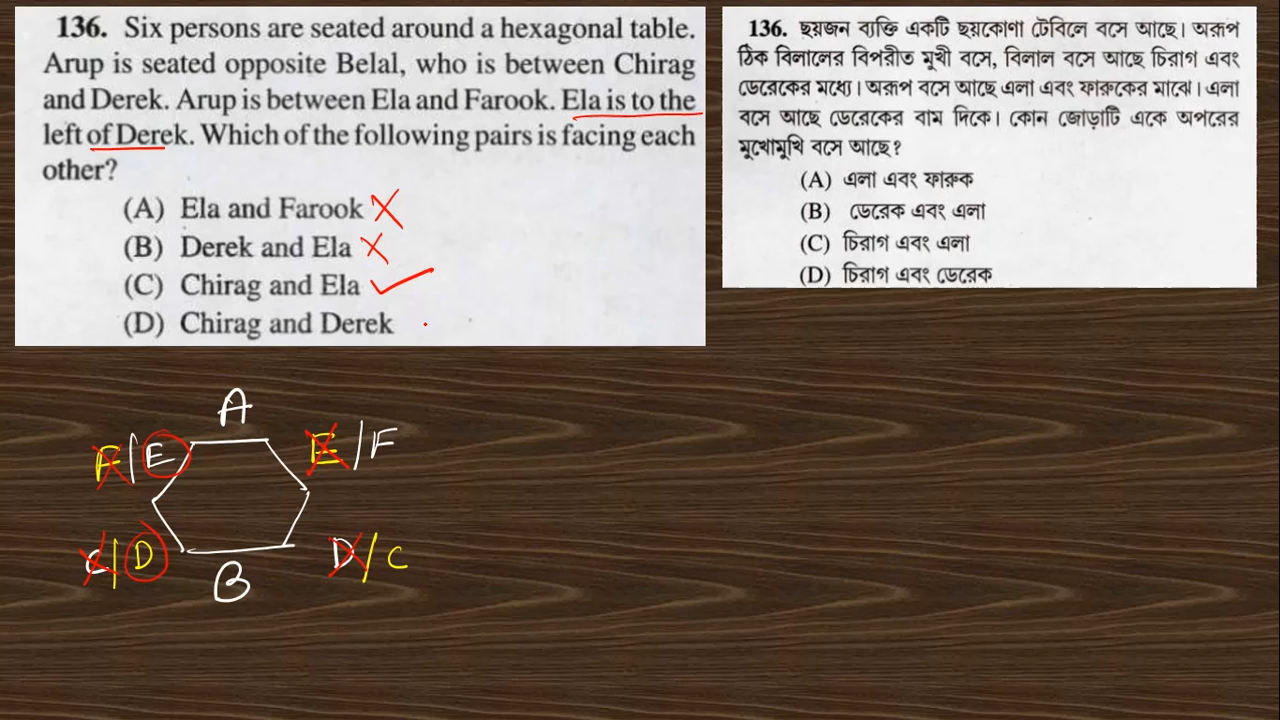 136. Six persons are seated around a hexagonal table.
Arup is seated opposite Belal, who is between Chirag
and Derek. Arup is between Ela and Farook. Ela is to the
left of Derek. Which of the following pairs is facing each
other?
(A) Ela and Farook
(B) Derek and Ela
(C) Chirag and Ela
(D) Chirag and Derek
136. ছয়জন ব্যক্তি একটি ছয়কোণা টেবিলে বসে আছে। অরূপ
ঠিক বিলালের বিপরীত মুখী বসে, বিলাল বসে আছে চিরাগ এবং
ডেরেকের মধ্যে। অরূপ বসে আছে এলা এবং ফারুকের মাঝে। এলা
বসে আছে ডেরেকের বাম দিকে। কোন জোড়াটি একে অপরের
মুখোমুখি বসে আছে?
(A) এলা এবং ফারুক
(B) ডেরেক এবং এলা
(C) চিরাগ এবং এলা
(D) চিরাগ এবং ডেরেক
A
F/E E/F
C/D D/C
B